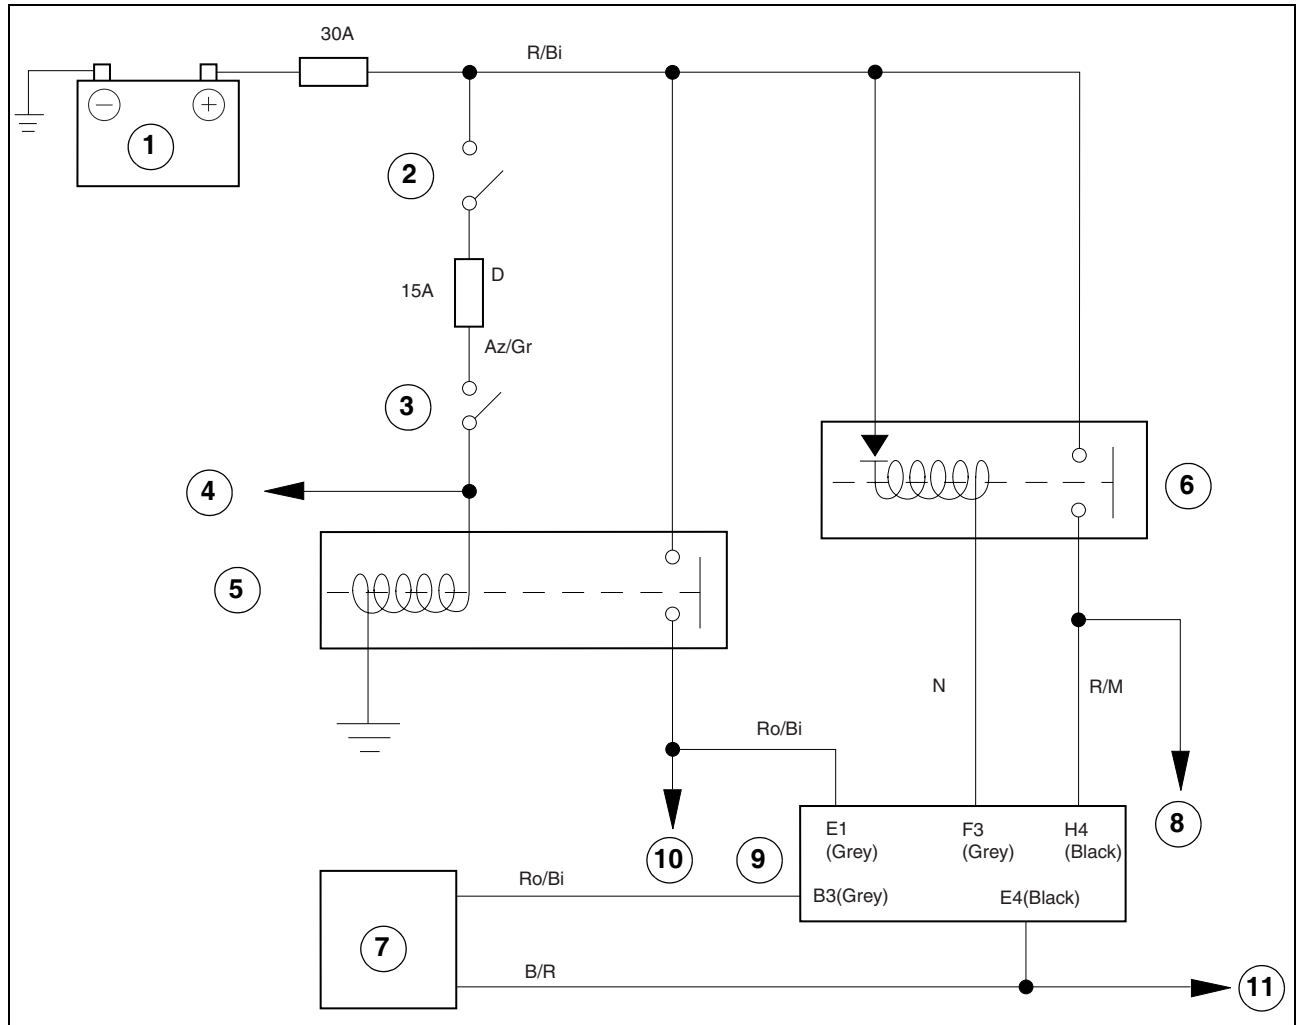 30A
R/Bi
− +
1
2
15A
D
Az/Gr
3
4
6
5
N
R/M
Ro/Bi
8
10
9
E1
(Grey)
F3
(Grey)
H4
(Black)
Ro/Bi
B3(Grey)
E4(Black)
7
B/R
11